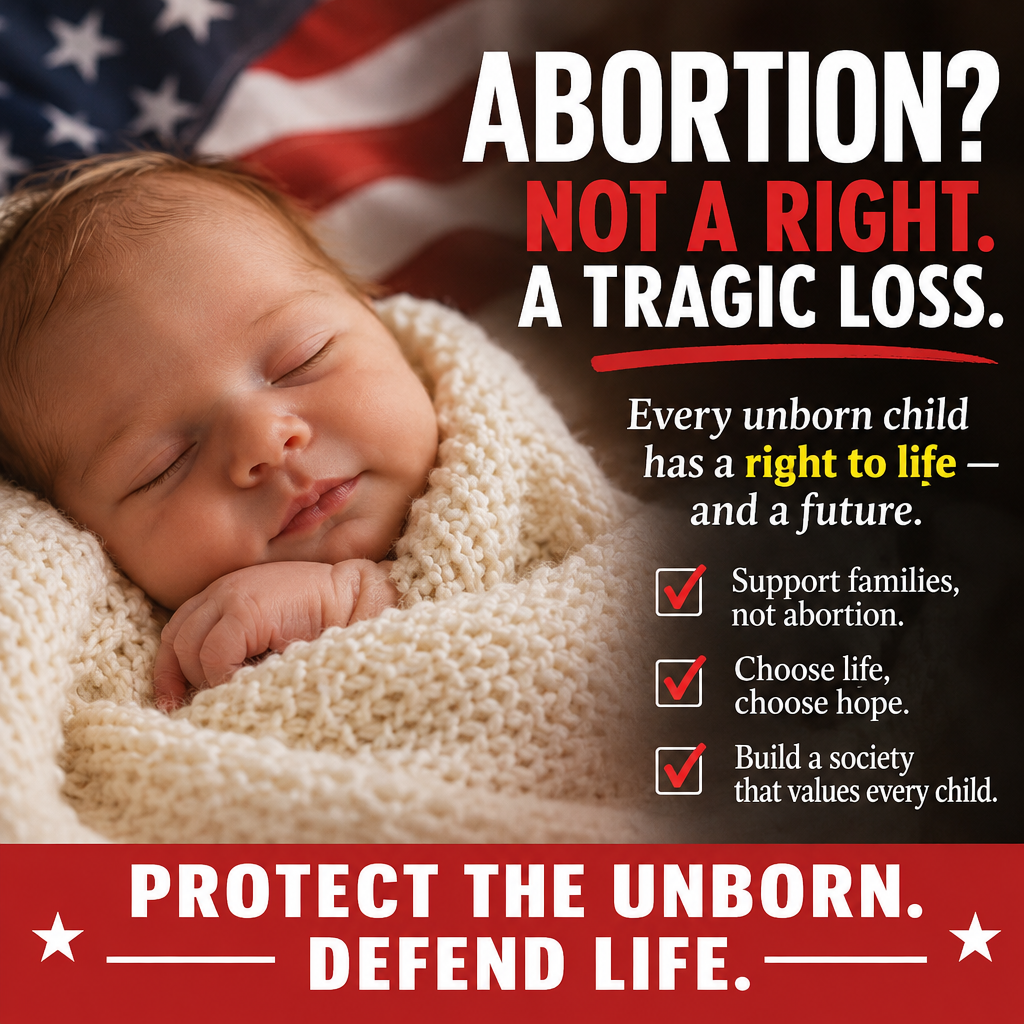 ABORTION?
NOT A RIGHT.
A TRAGIC LOSS.
Every unborn child
has a right to life —
and a future.
Support families,
not abortion.
Choose life,
choose hope.
Build a society
that values every child.
PROTECT THE UNBORN.
DEFEND LIFE.